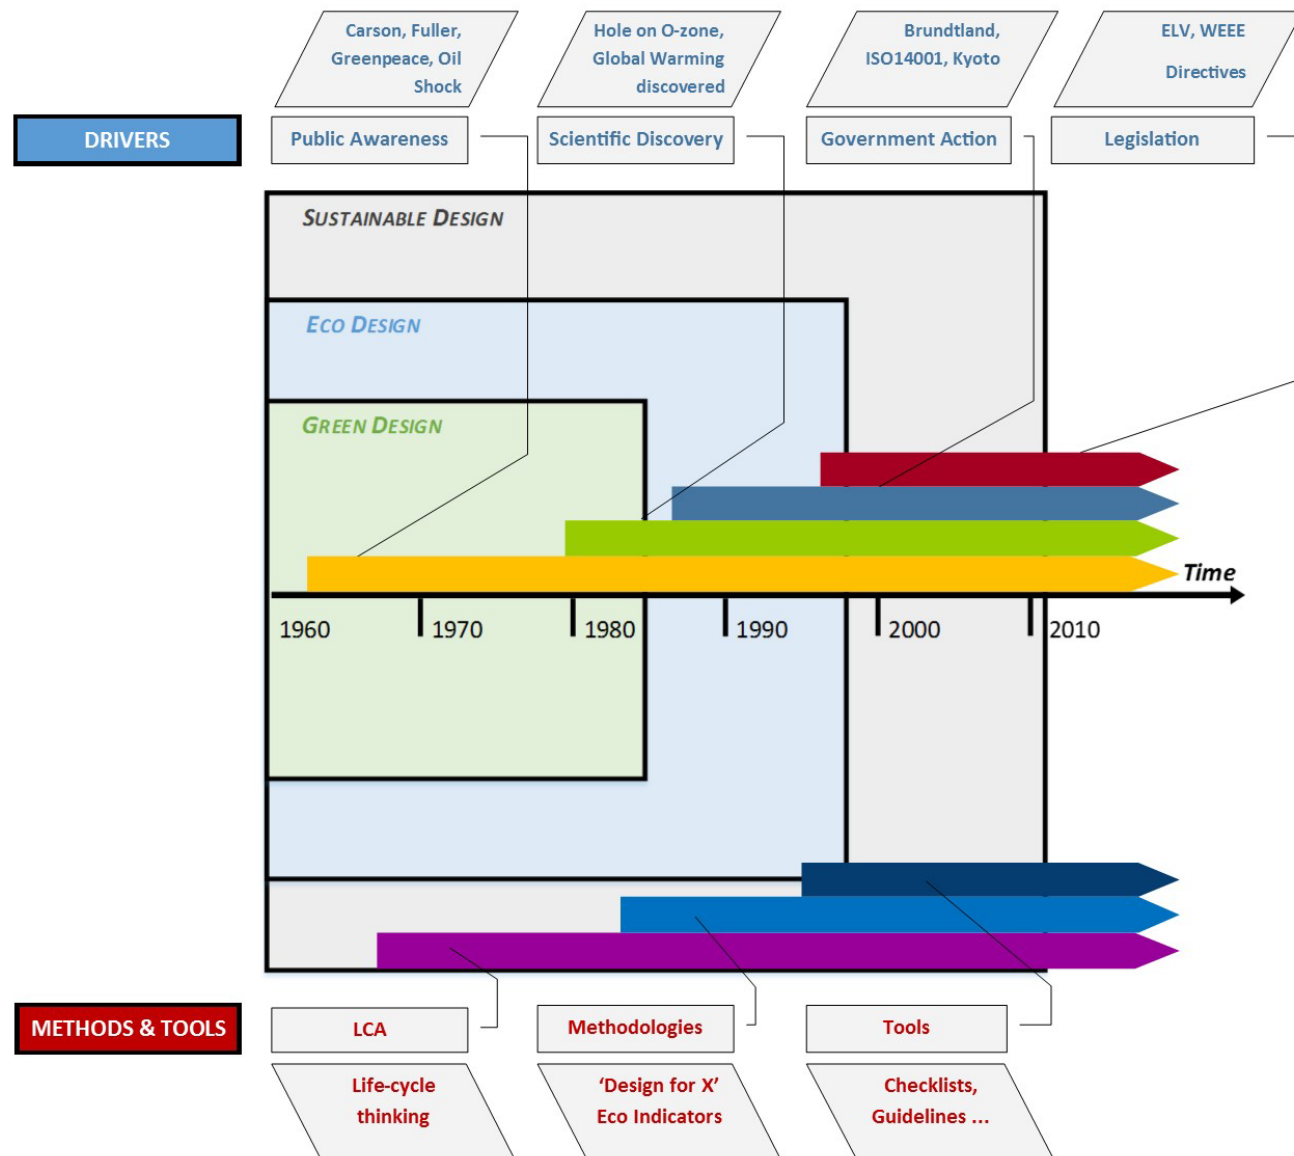 Carson, Fuller,
Greenpeace, Oil
Shock
Hole on O-zone,
Global Warming
discovered
Brundtland,
ISO14001, Kyoto
ELV, WEEE
Directives
DRIVERS
Public Awareness
Scientific Discovery
Government Action
Legislation
SUSTAINABLE DESIGN
ECO DESIGN
GREEN DESIGN
Time
1960
1970
1980
1990
2000
2010
METHODS & TOOLS
LCA
Methodologies
Tools
Life-cycle
thinking
‘Design for X’
Eco Indicators
Checklists,
Guidelines ...